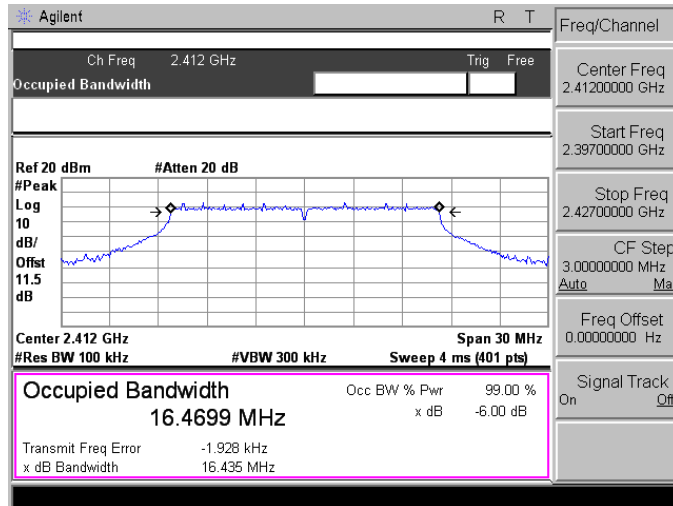 Agilent R T
Freq/Channel
Ch Freq 2.412 GHz Trig Free
Occupied Bandwidth
Center Freq
2.41200000 GHz
Start Freq
2.39700000 GHz
Stop Freq
2.42700000 GHz
CF Step
3.00000000 MHz
Auto Ma
Freq Offset
0.00000000 Hz
Signal Track
On Off
Ref 20 dBm #Atten 20 dB
#Peak
Log
10
dB/
Offst
11.5
dB
Center 2.412 GHz Span 30 MHz
#Res BW 100 kHz #VBW 300 kHz Sweep 4 ms (401 pts)
Occupied Bandwidth Occ BW % Pwr 99.00 %
16.4699 MHz x dB -6.00 dB
Transmit Freq Error -1.928 kHz
x dB Bandwidth 16.435 MHz